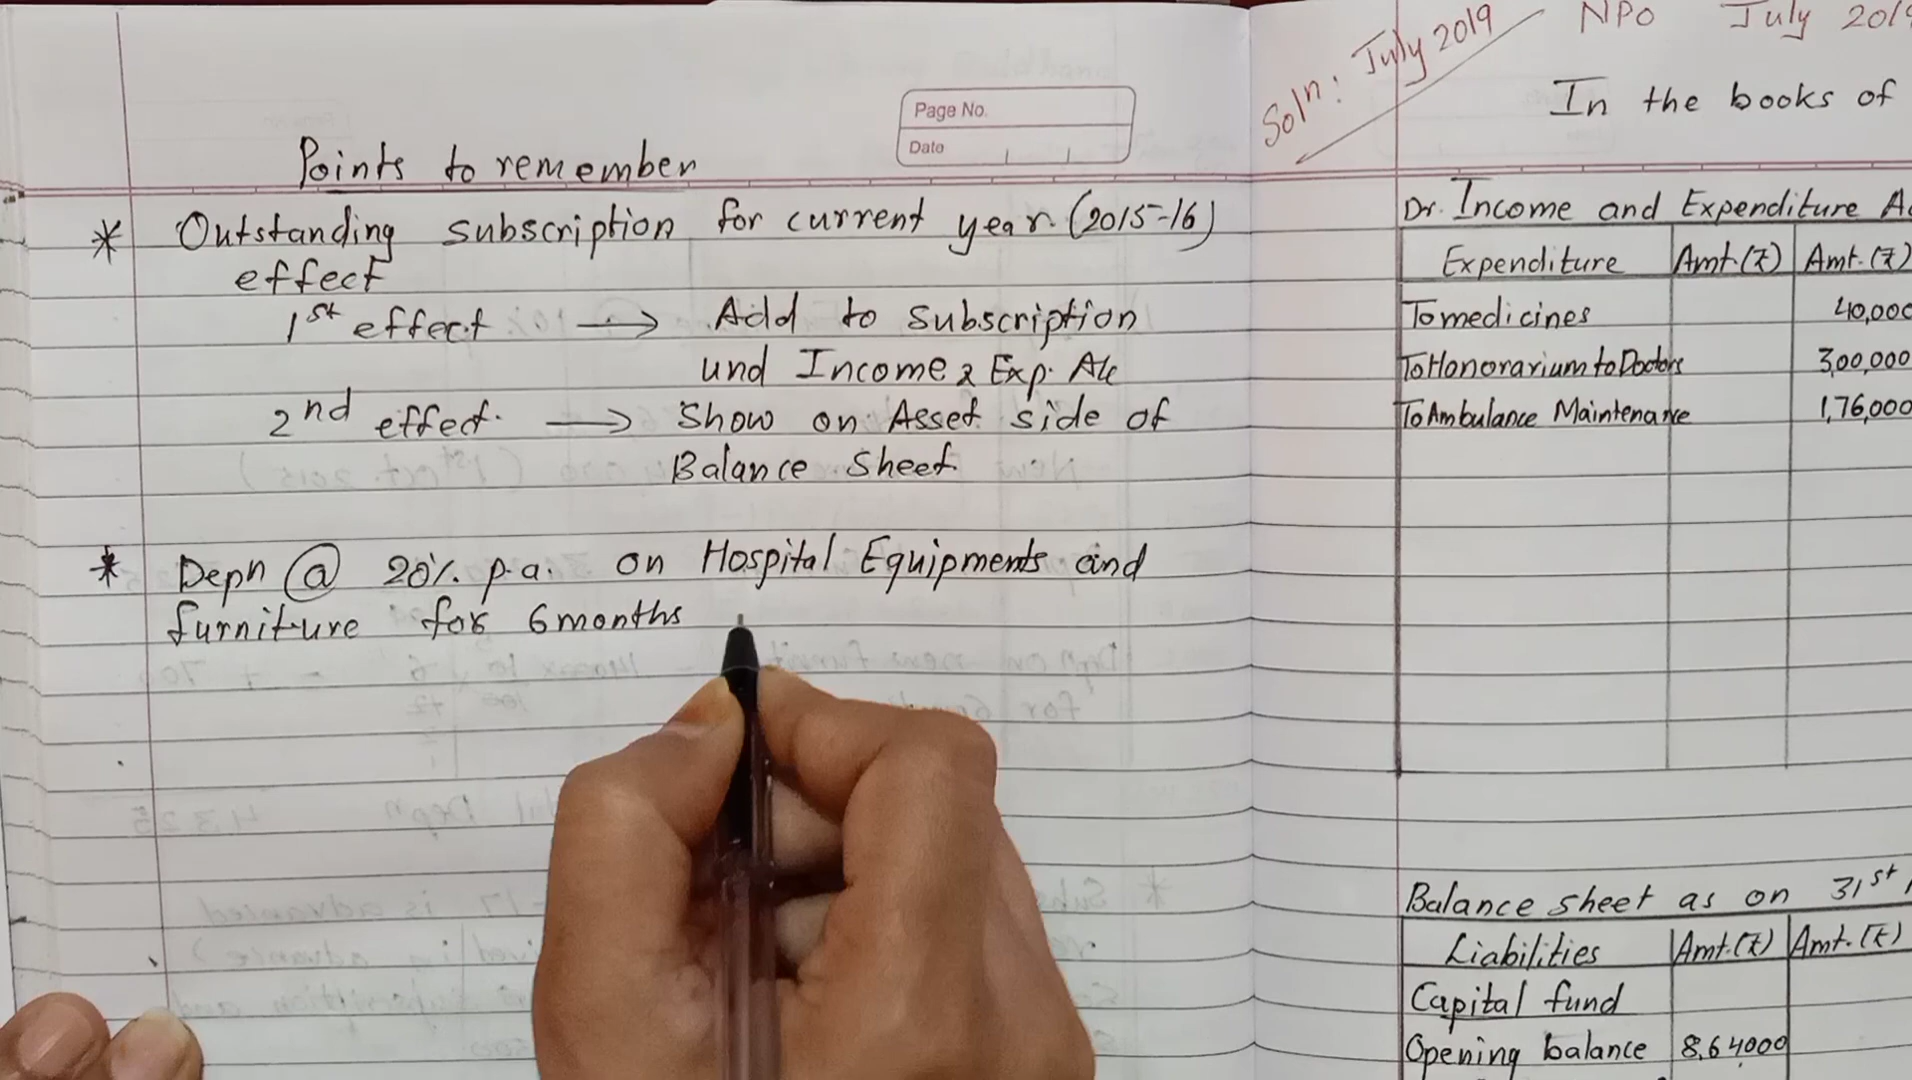 Points to remember
Page No.
Date
* Outstanding subscription for current year (2015-16)
effect
1st effect → Add to subscription
und Income & Exp. A/c
2nd effect. → Show on Asset side of
Balance Sheet
* Depn @ 20% p.a. on Hospital Equipments and
furniture for 6 months
Soln: July 2019
NPO July 201
In the books of
Dr. Income and Expenditure A
Expenditure Amt.(₹) Amt.(₹)
To medicines 40,000
To Honorarium to Doctors 3,00,000
To Ambulance Maintenance 1,76,000
Balance sheet as on 31st
Liabilities Amt.(₹) Amt.(₹)
Capital fund
Opening balance 8,64,000